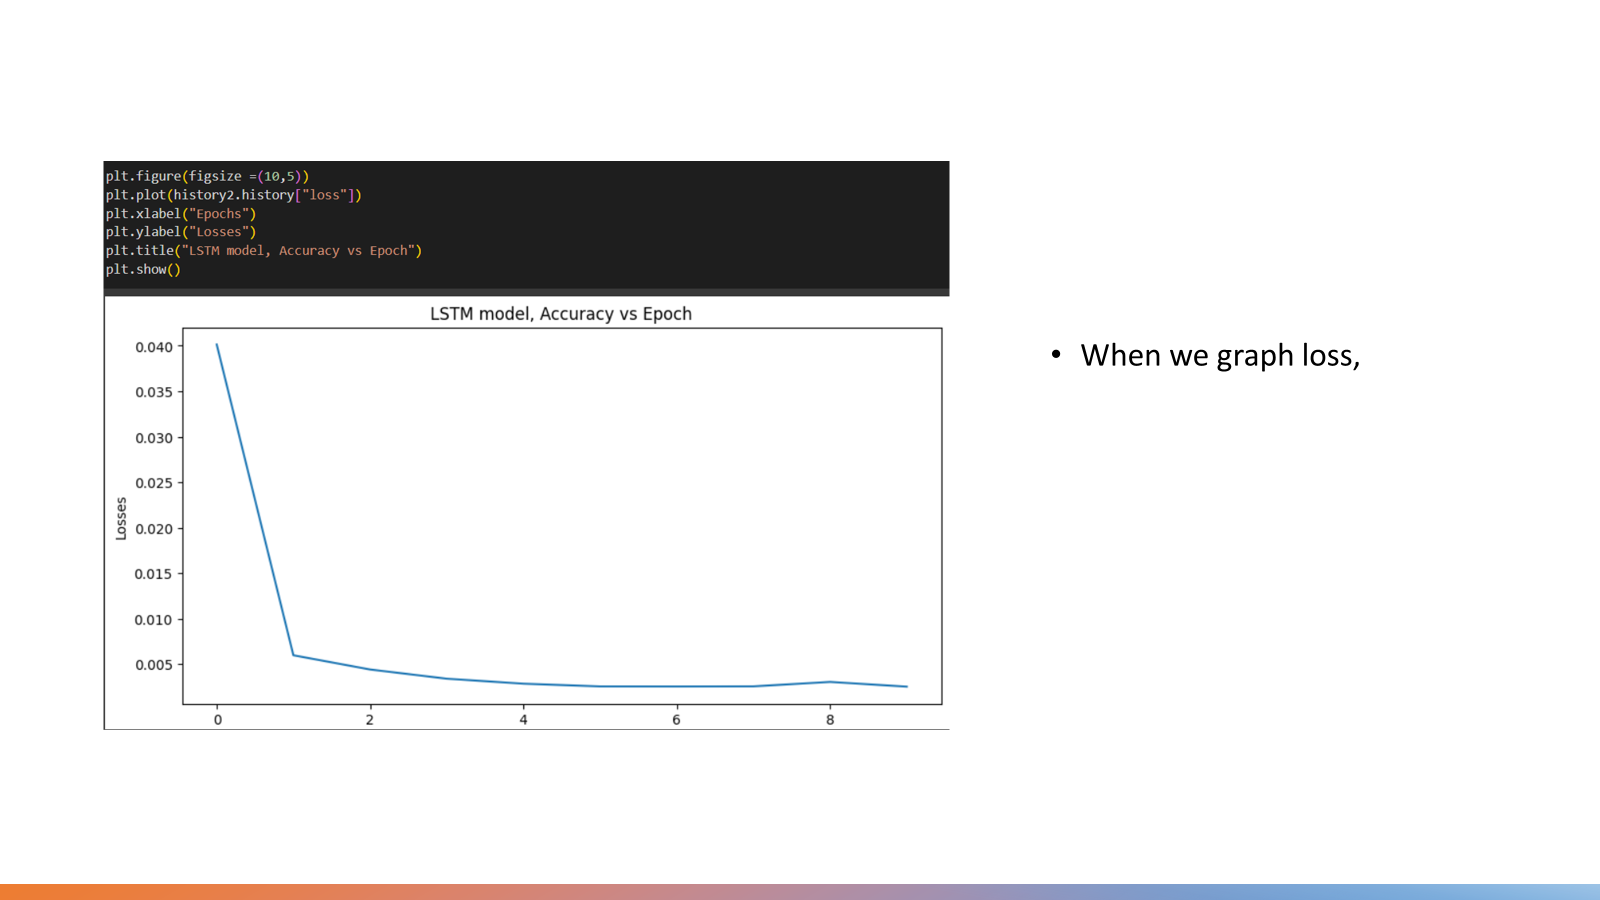 plt.figure(figsize =(10,5))
plt.plot(history2.history["loss"])
plt.xlabel("Epochs")
plt.ylabel("Losses")
plt.title("LSTM model, Accuracy vs Epoch")
plt.show()
LSTM model, Accuracy vs Epoch
0.040
0.035
0.030
0.025
0.020
0.015
0.010
0.005
Losses
0 2 4 6 8
• When we graph loss,